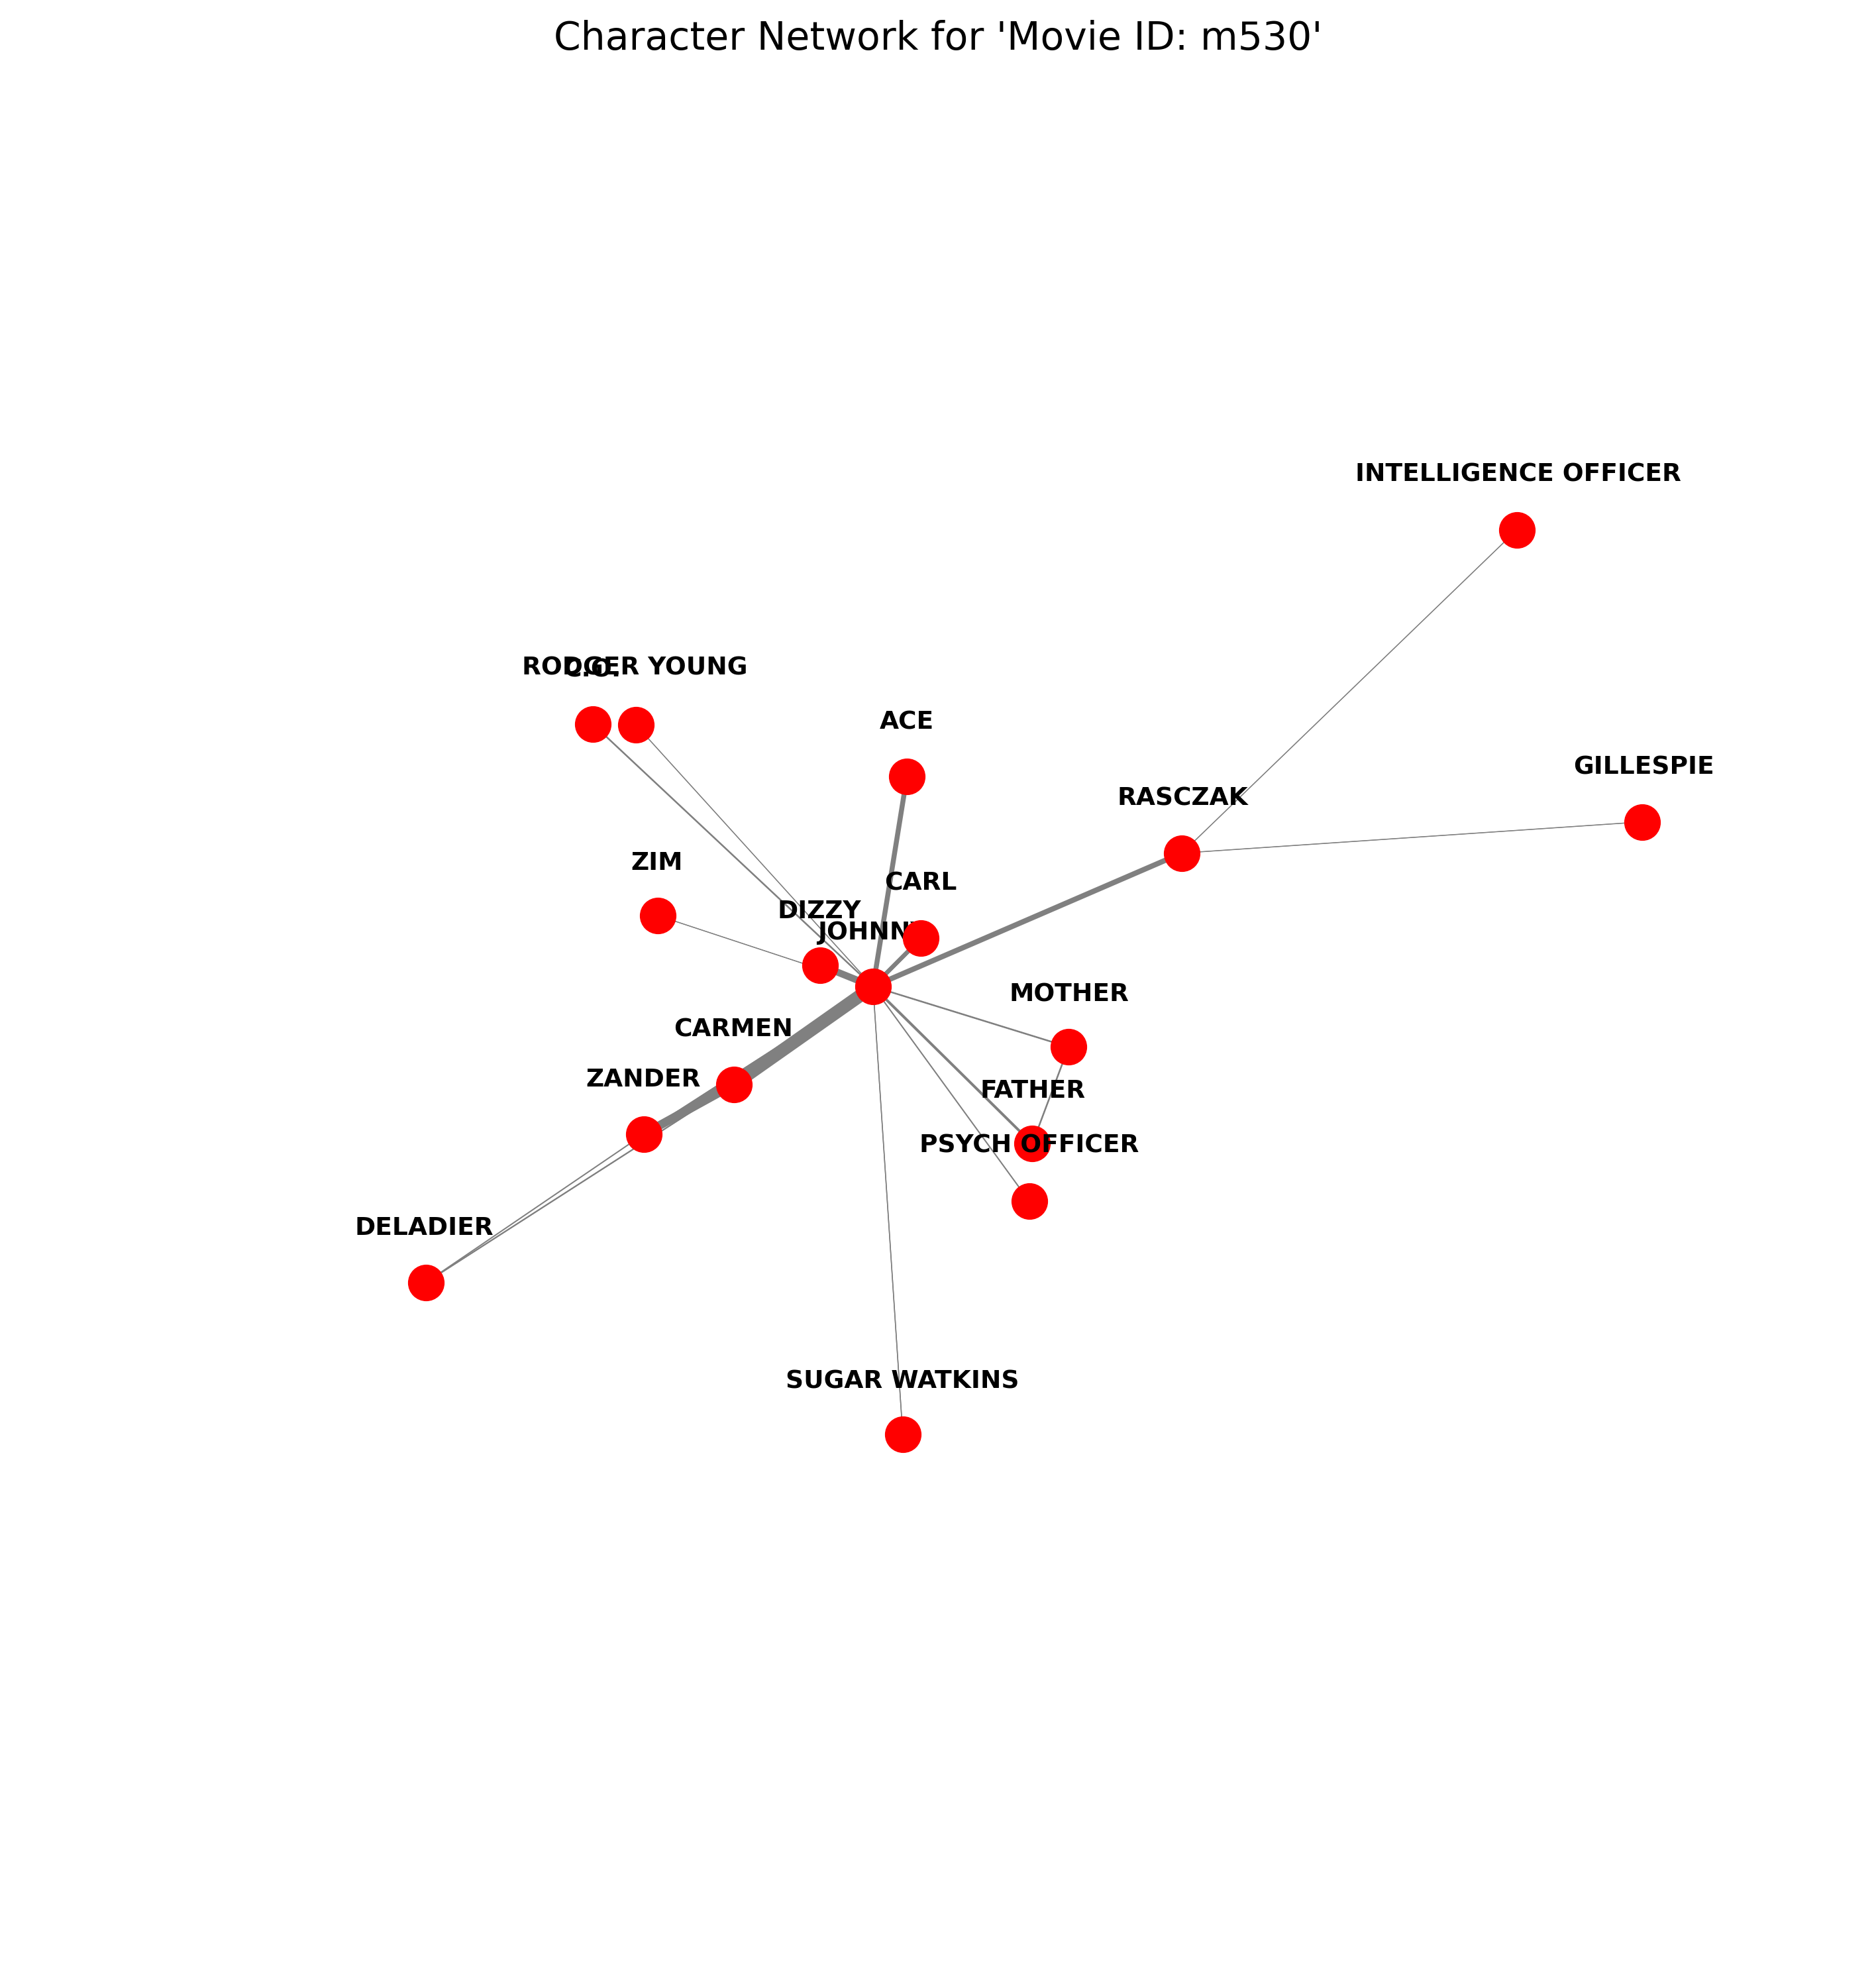 Character Network for 'Movie ID: m530'
INTELLIGENCE OFFICER
RODGER YOUNG
C.O.
ACE
GILLESPIE
RASCZAK
ZIM
CARL
DIZZY
JOHNNY
MOTHER
CARMEN
ZANDER
FATHER
PSYCH OFFICER
DELADIER
SUGAR WATKINS